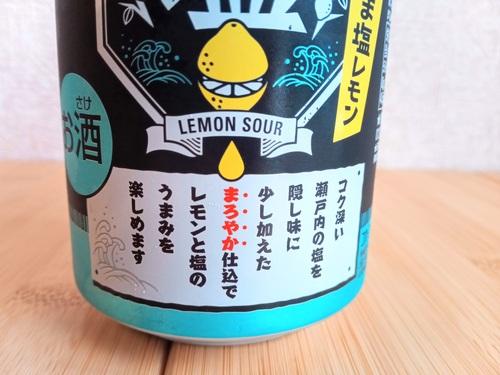 ま塩レモン
LEMON SOUR
さけ
お酒
コク深い
瀬戸内の塩を
隠し味に
少し加えた
まろやか仕込で
レモンと塩の
うまみを
楽しめます